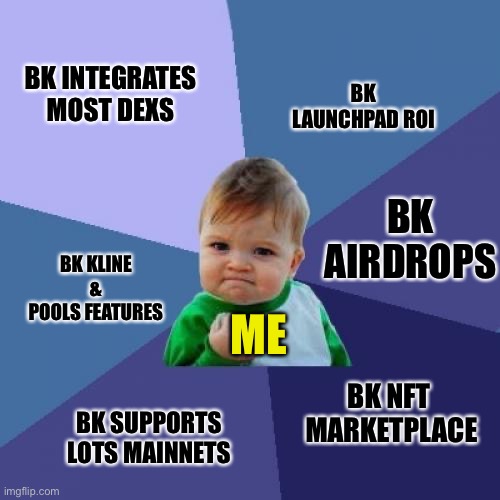 BK INTEGRATES
MOST DEXS
BK
LAUNCHPAD ROI
BK
AIRDROPS
BK KLINE
&
POOLS FEATURES
ME
BK NFT
MARKETPLACE
BK SUPPORTS
LOTS MAINNETS
imgflip.com